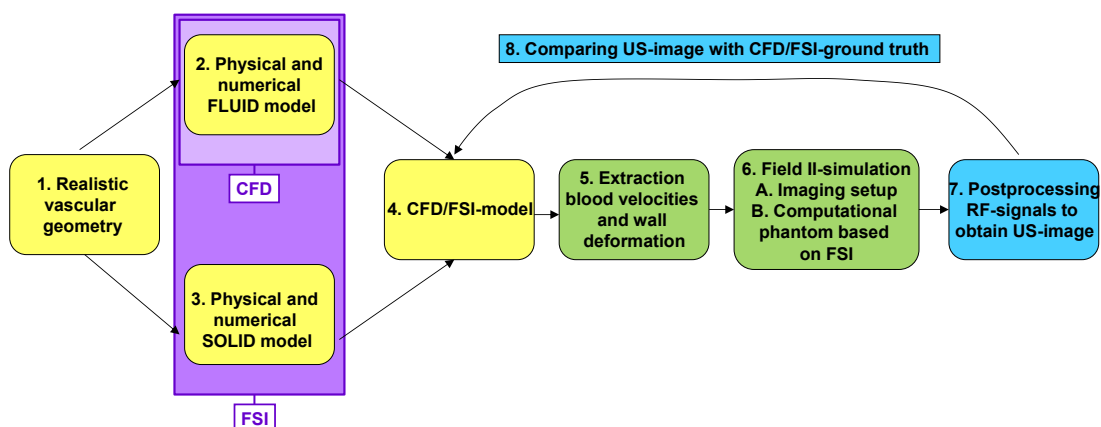 8. Comparing US-image with CFD/FSI-ground truth
2. Physical and
numerical
FLUID model
CFD
1. Realistic
vascular
geometry
4. CFD/FSI-model
5. Extraction
blood velocities
and wall
deformation
6. Field II-simulation
A. Imaging setup
B. Computational
phantom based
on FSI
7. Postprocessing
RF-signals to
obtain US-image
3. Physical and
numerical
SOLID model
FSI